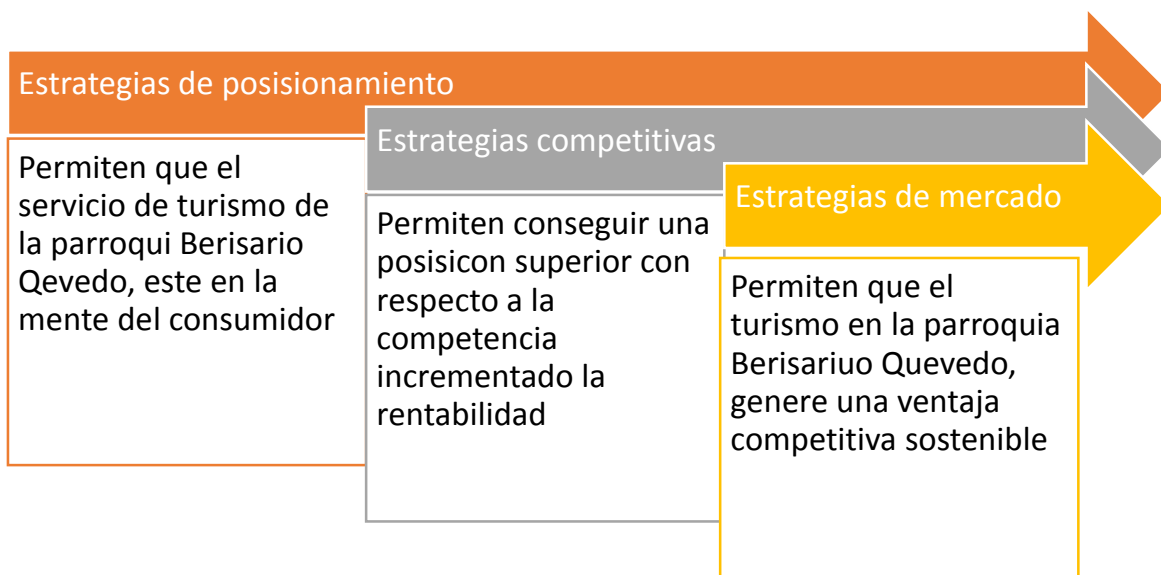 Estrategias de posisionamiento
Permiten que el
servicio de turismo de
la parroqui Berisario
Qevedo, este en la
mente del consumidor
Estrategias competitivas
Permiten conseguir una
posisicon superior con
respecto a la
competencia
incrementado la
rentabilidad
Estrategias de mercado
Permiten que el
turismo en la parroquia
Berisariuo Quevedo,
genere una ventaja
competitiva sostenible